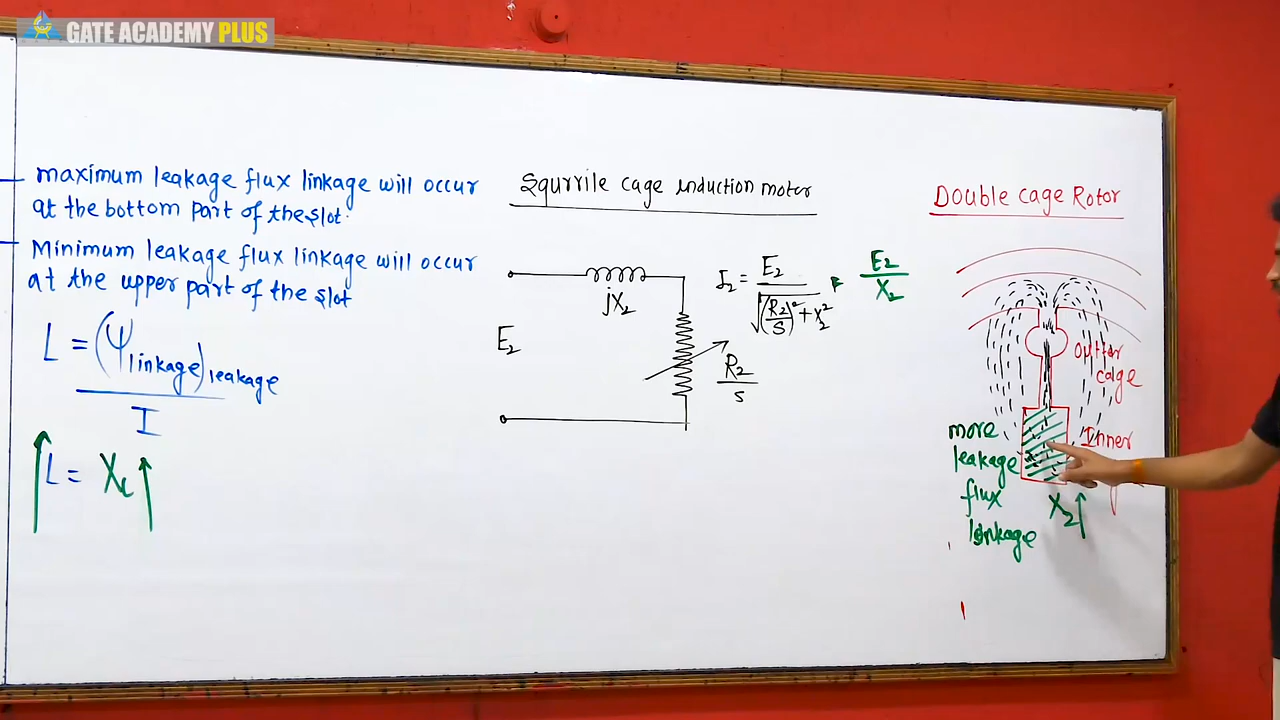 GATE ACADEMY PLUS
maximum leakage flux linkage will occur
at the bottom part of the slot.
Minimum leakage flux linkage will occur
at the upper part of the slot
L = (Ψlinkage)leakage
I
L = XL
Squrrile cage induction motor
jX2
E2
R2
s
I2 = E2
√(R2/S)² + X2²
E2
X2
Double cage Rotor
outter
cage
Inner
more
leakage
flux
linkage
X2